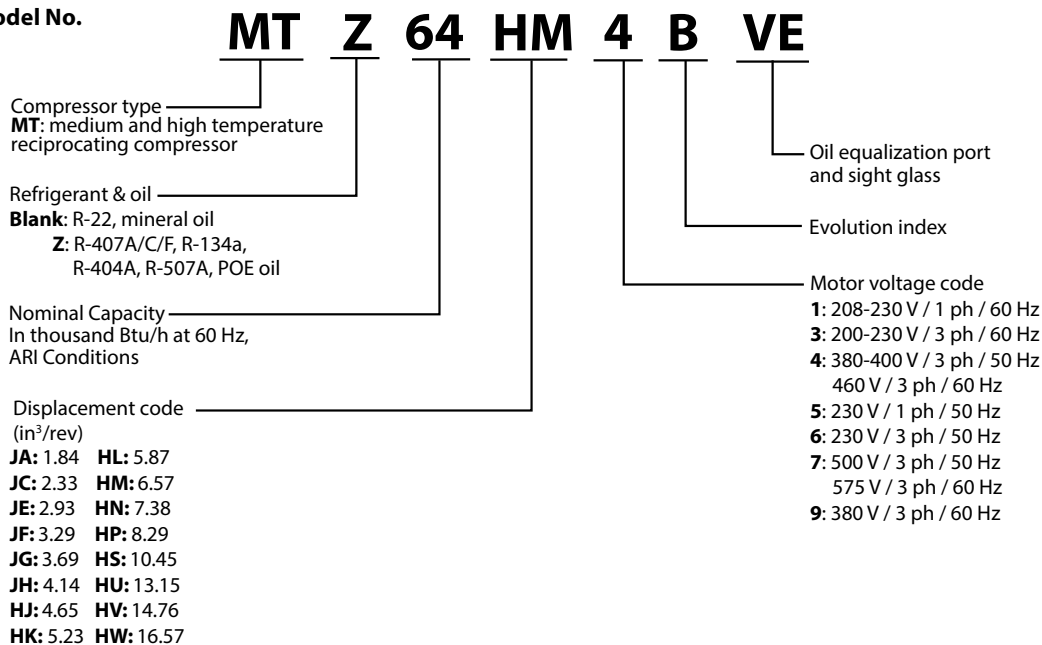 odel No.
MT Z 64 HM 4 B VE
Compressor type
MT: medium and high temperature
reciprocating compressor
Refrigerant & oil
Blank: R-22, mineral oil
Z: R-407A/C/F, R-134a,
R-404A, R-507A, POE oil
Nominal Capacity
In thousand Btu/h at 60 Hz,
ARI Conditions
Displacement code
(in³/rev)
JA: 1.84 HL: 5.87
JC: 2.33 HM: 6.57
JE: 2.93 HN: 7.38
JF: 3.29 HP: 8.29
JG: 3.69 HS: 10.45
JH: 4.14 HU: 13.15
HJ: 4.65 HV: 14.76
HK: 5.23 HW: 16.57
Oil equalization port
and sight glass
Evolution index
Motor voltage code
1: 208-230 V / 1 ph / 60 Hz
3: 200-230 V / 3 ph / 60 Hz
4: 380-400 V / 3 ph / 50 Hz
460 V / 3 ph / 60 Hz
5: 230 V / 1 ph / 50 Hz
6: 230 V / 3 ph / 50 Hz
7: 500 V / 3 ph / 50 Hz
575 V / 3 ph / 60 Hz
9: 380 V / 3 ph / 60 Hz